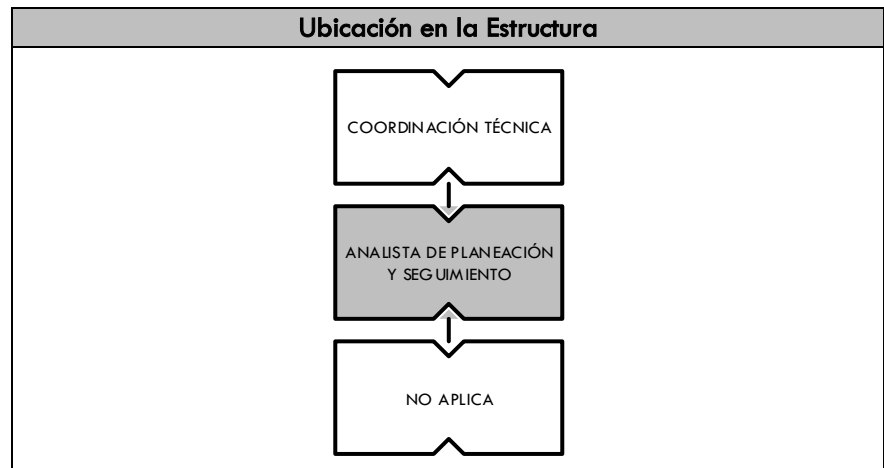 Ubicación en la Estructura
COORDINACIÓN TÉCNICA
ANALISTA DE PLANEACIÓN
Y SEGUIMIENTO
NO APLICA